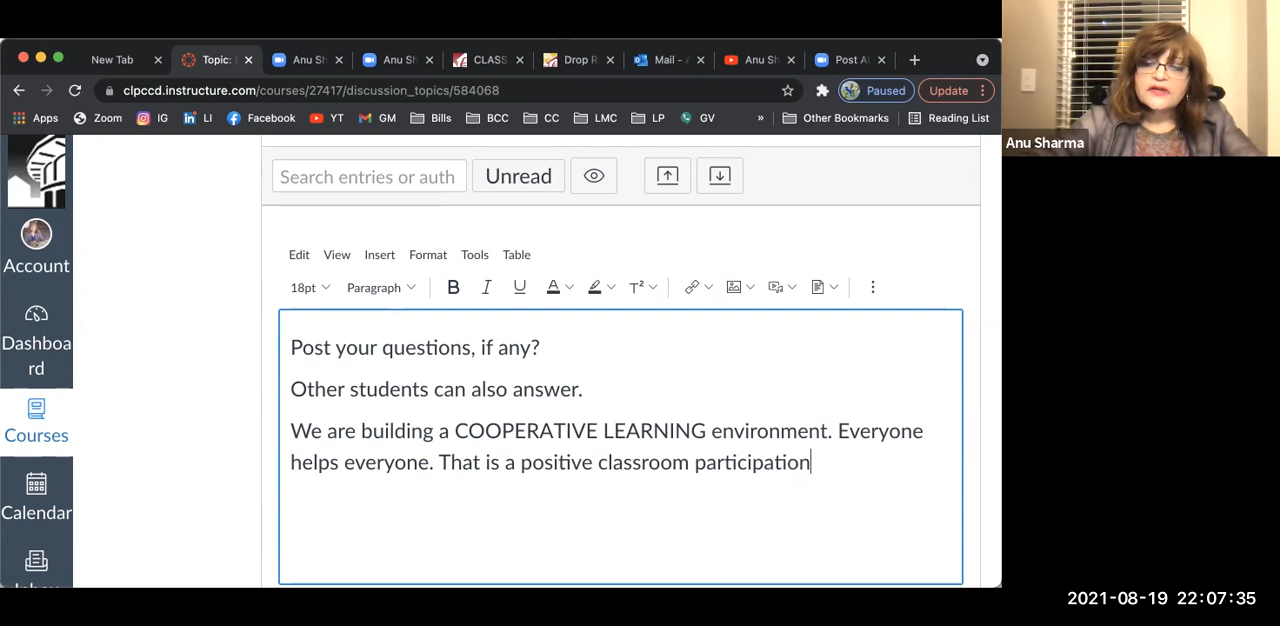 New Tab
Topic:
Anu Sh
Anu Sh
CLASS
Drop R
Mail - 
Anu Sh
Post A
clpccd.instructure.com/courses/27417/discussion_topics/584068
Paused
Update
Apps
Zoom
IG
LI
Facebook
YT
GM
Bills
BCC
CC
LMC
LP
GV
»
Other Bookmarks
Reading List
Anu Sharma
Search entries or auth
Unread
Account
Dashboa
rd
Courses
Calendar
Edit View Insert Format Tools Table
18pt Paragraph B I U A T²
Post your questions, if any?
Other students can also answer.
We are building a COOPERATIVE LEARNING environment. Everyone
helps everyone. That is a positive classroom participation
2021-08-19 22:07:35